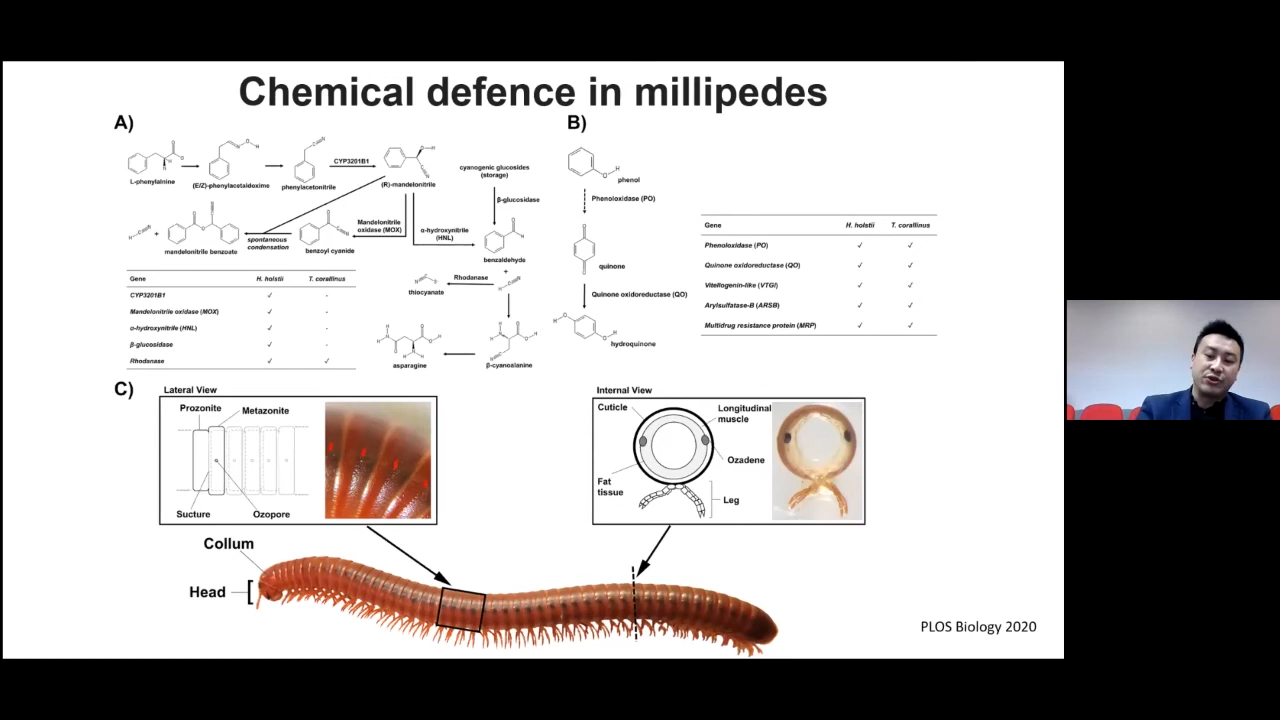 Chemical defence in millipedes
A)
L-phenylalnine
(E/Z)-phenylacetaldoxime
phenylacetonitrile
CYP3201B1
(R)-mandelonitrile
cyanogenic glucosides
(storage)
β-glucosidase
mandelonitrile benzoate
spontaneous
condensation
benzoyl cyanide
Mandelonitrile
oxidase (MOX)
α-hydroxynitrile
(HNL)
benzaldehyde
Rhodanase
thiocyanate
asparagine
β-cyanoalanine
Gene H. holstii T. corallinus
CYP3201B1 ✓ -
Mandelonitrile oxidase (MOX) ✓ -
α-hydroxynitrile (HNL) ✓ -
β-glucosidase ✓ -
Rhodanase ✓ ✓
B)
phenol
Phenoloxidase (PO)
quinone
Quinone oxidoreductase (QO)
hydroquinone
Gene H. holstii T. corallinus
Phenoloxidase (PO) ✓ ✓
Quinone oxidoreductase (QO) ✓ ✓
Vitellogenin-like (VTGl) ✓ ✓
Arylsulfatase-B (ARSB) ✓ ✓
Multidrug resistance protein (MRP) ✓ ✓
C)
Lateral View
Prozonite
Metazonite
Sucture
Ozopore
Internal View
Cuticle
Longitudinal
muscle
Ozadene
Fat
tissue
Leg
Collum
Head
PLOS Biology 2020